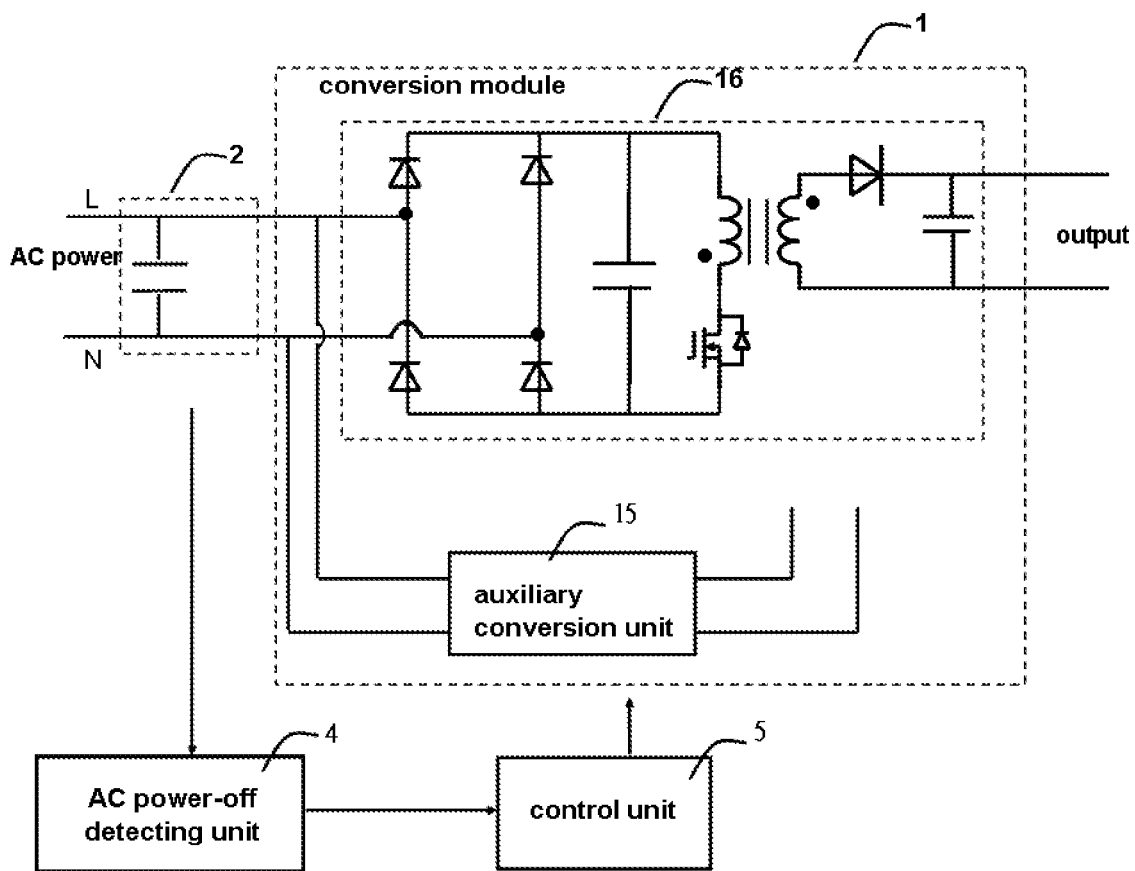 1
conversion module
16
2
L
AC power
N
output
15
auxiliary
conversion unit
4
5
AC power-off
detecting unit
control unit